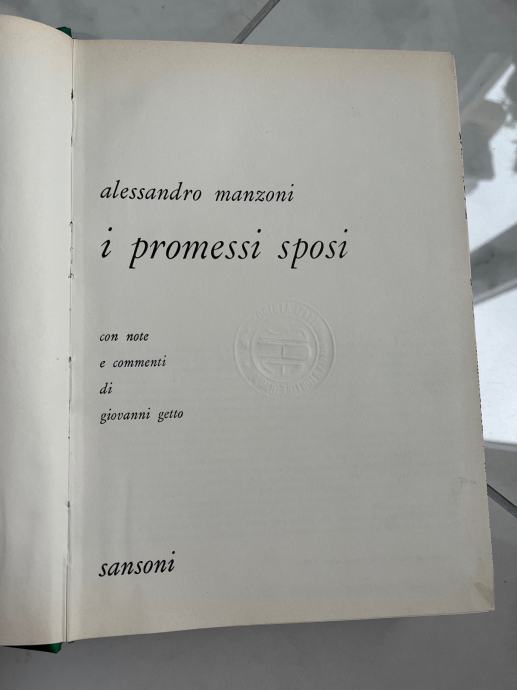 alessandro manzoni
i promessi sposi
con note
e commenti
di
giovanni getto
sansoni